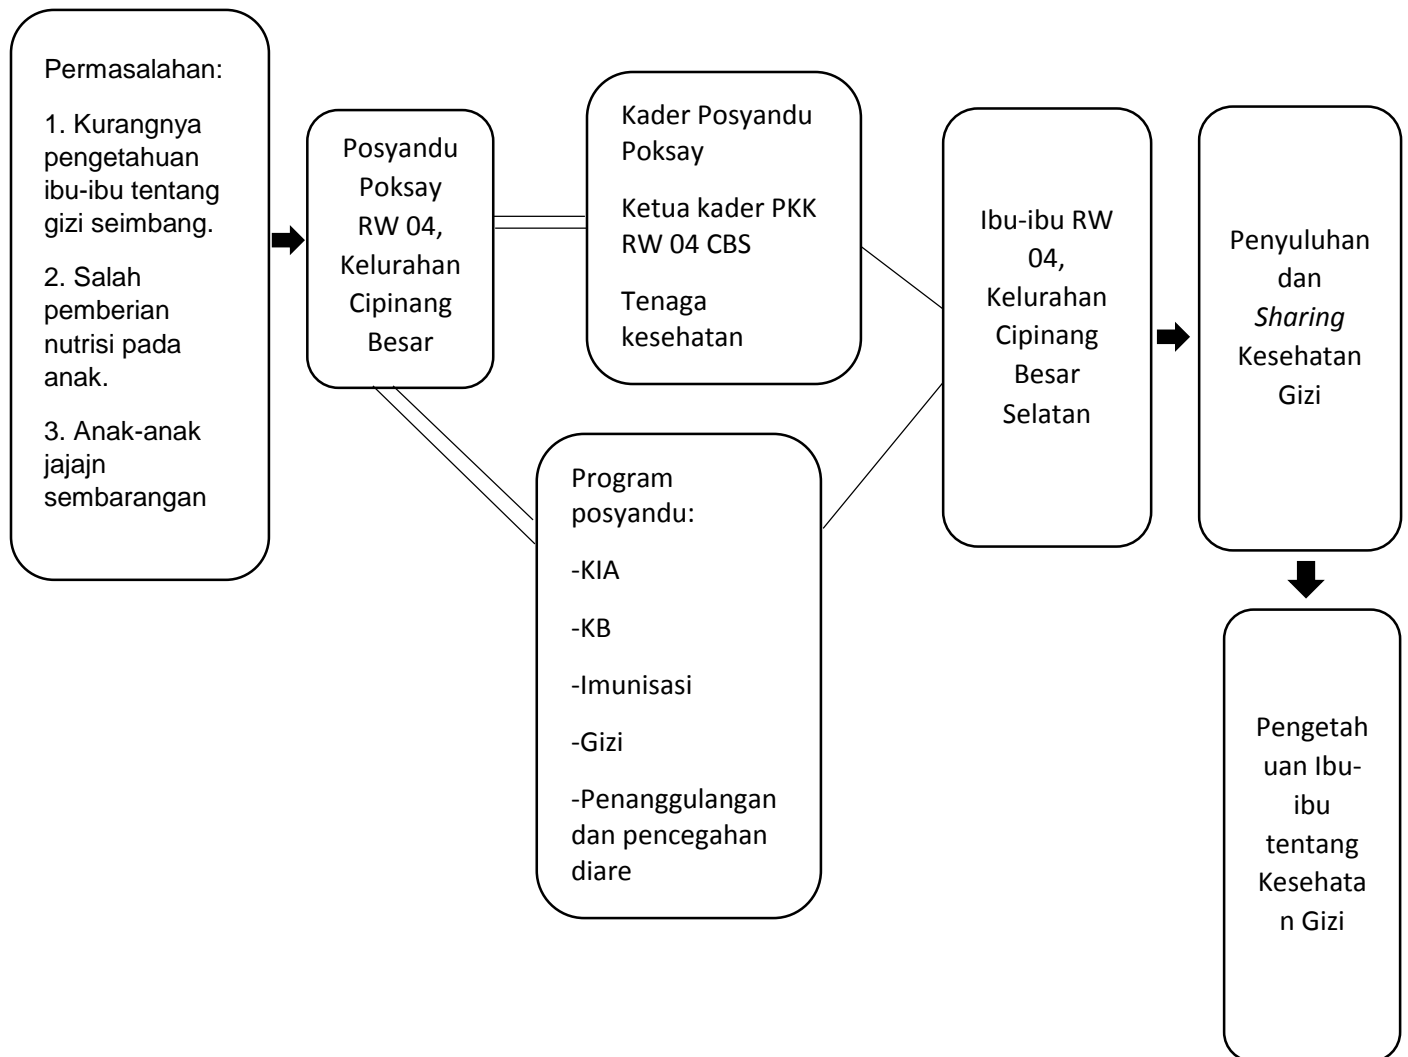 Permasalahan:
1. Kurangnya
pengetahuan
ibu-ibu tentang
gizi seimbang.
2. Salah
pemberian
nutrisi pada
anak.
3. Anak-anak
jajajn
sembarangan
Posyandu
Poksay
RW 04,
Kelurahan
Cipinang
Besar
Kader Posyandu
Poksay
Ketua kader PKK
RW 04 CBS
Tenaga
kesehatan
Program
posyandu:
-KIA
-KB
-Imunisasi
-Gizi
-Penanggulangan
dan pencegahan
diare
Ibu-ibu RW
04,
Kelurahan
Cipinang
Besar
Selatan
Penyuluhan
dan
Sharing
Kesehatan
Gizi
Pengetah
uan Ibu-
ibu
tentang
Kesehata
n Gizi